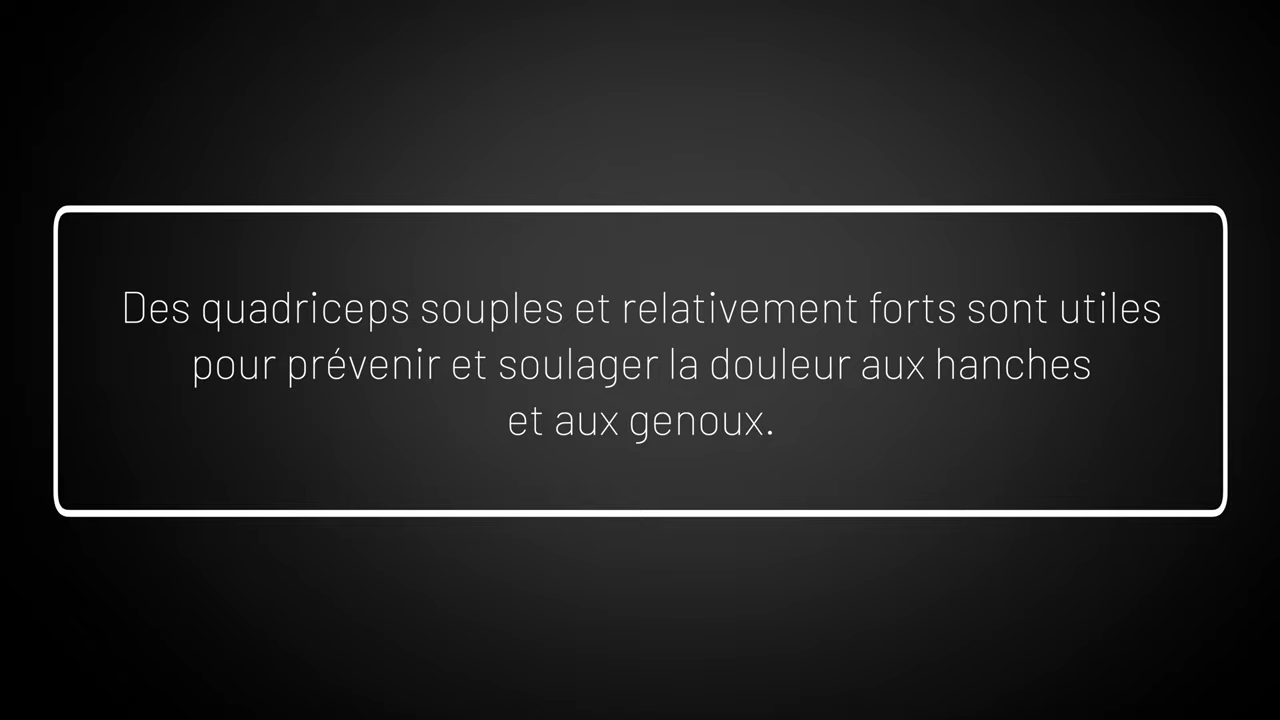 Des quadriceps souples et relativement forts sont utiles
pour prévenir et soulager la douleur aux hanches
et aux genoux.